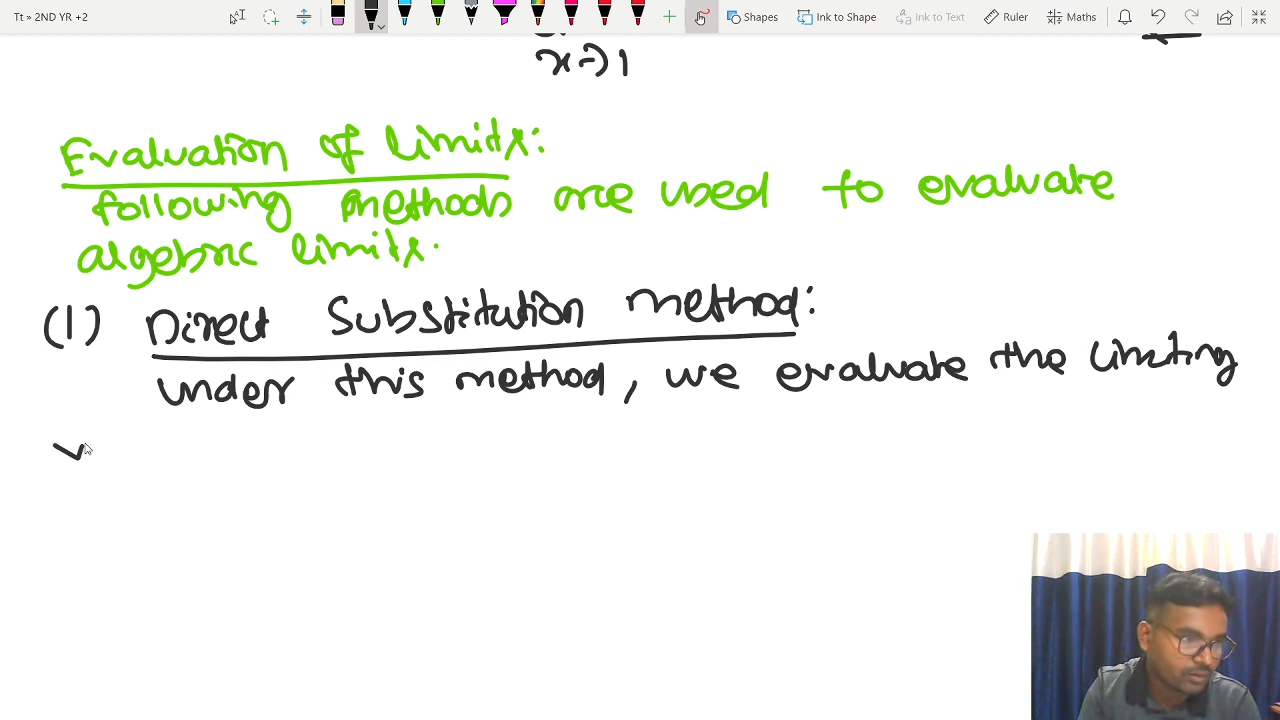 Tt » 2ND YR +2
Shapes
Ink to Shape
Ink to Text
Ruler
Maths
x→1
Evaluation of limits:
following methods are used to evaluate
algebraic limits.
(1) Direct Substitution method:
under this method, we evaluate the limiting